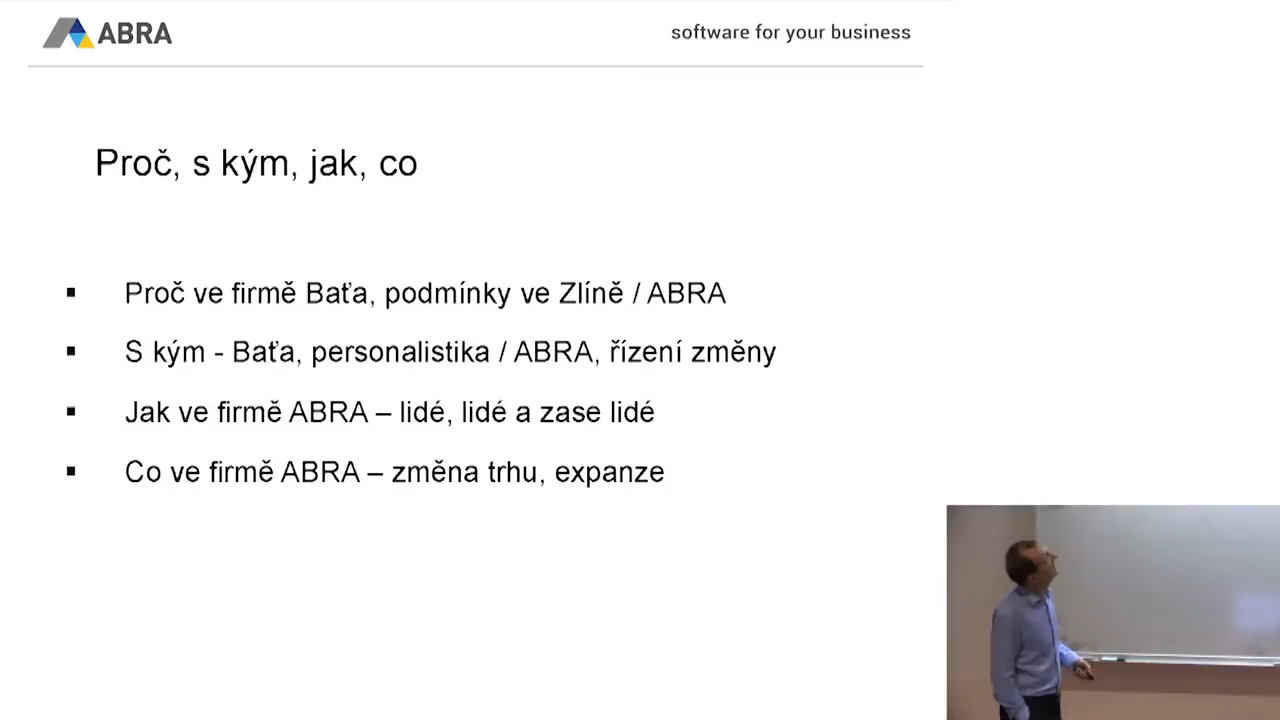 ABRA
software for your business
Proč, s kým, jak, co
▪ Proč ve firmě Baťa, podmínky ve Zlíně / ABRA
▪ S kým - Baťa, personalistika / ABRA, řízení změny
▪ Jak ve firmě ABRA – lidé, lidé a zase lidé
▪ Co ve firmě ABRA – změna trhu, expanze